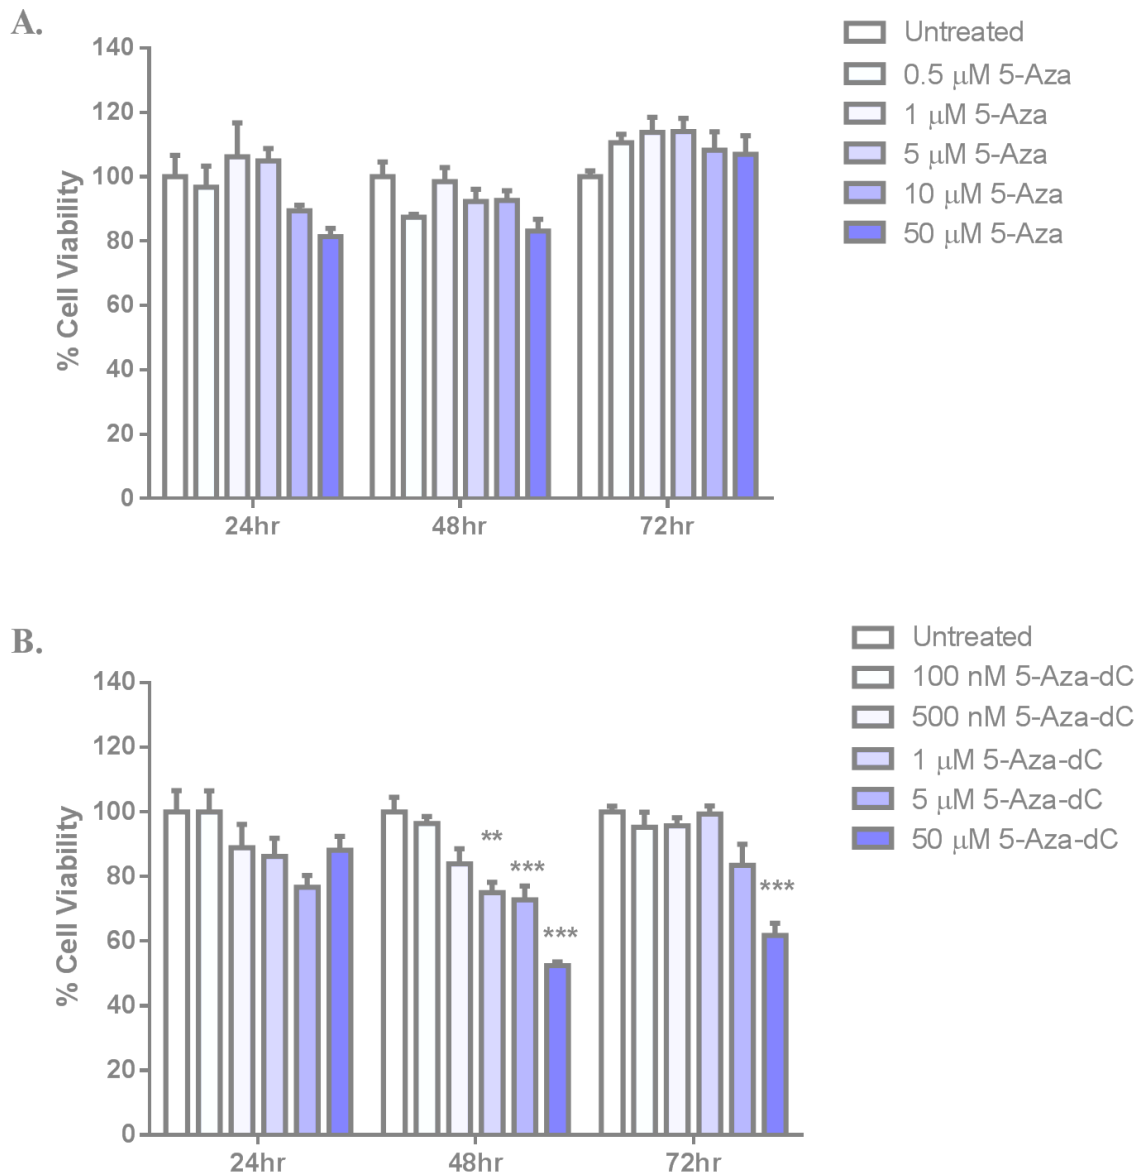 A.
140
120
100
80
60
40
20
0
% Cell Viability
24hr
48hr
72hr
Untreated
0.5 μM 5-Aza
1 μM 5-Aza
5 μM 5-Aza
10 μM 5-Aza
50 μM 5-Aza
B.
140
120
100
80
60
40
20
0
% Cell Viability
**
***
***
***
24hr
48hr
72hr
Untreated
100 nM 5-Aza-dC
500 nM 5-Aza-dC
1 μM 5-Aza-dC
5 μM 5-Aza-dC
50 μM 5-Aza-dC